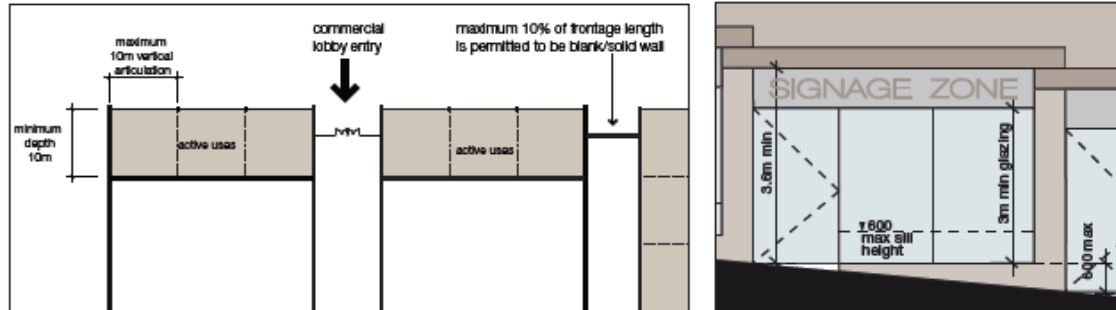 maximum
10m vertical
articulation
commercial
lobby entry
maximum 10% of frontage length
is permitted to be blank/solid wall
minimum
depth
10m
active uses
active uses
SIGNAGE ZONE
3.6m min
3m min glazing
600
max sill
height
600 max